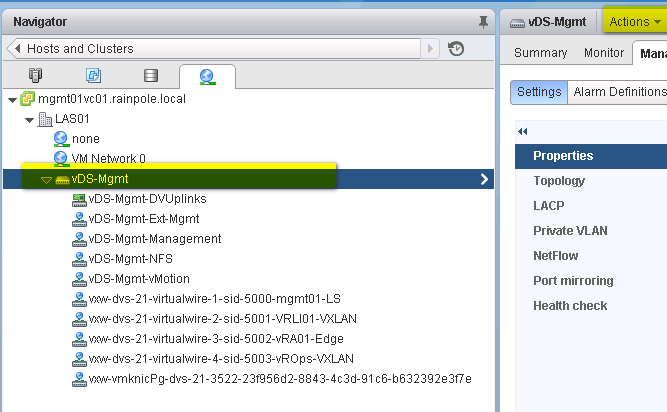 Navigator
Hosts and Clusters
mgmt01vc01.rainpole.local
LAS01
none
VM Network 0
vDS-Mgmt
vDS-Mgmt-DVUplinks
vDS-Mgmt-Ext-Mgmt
vDS-Mgmt-Management
vDS-Mgmt-NFS
vDS-Mgmt-vMotion
vxw-dvs-21-virtualwire-1-sid-5000-mgmt01-LS
vxw-dvs-21-virtualwire-2-sid-5001-VRLI01-VXLAN
vxw-dvs-21-virtualwire-3-sid-5002-vRA01-Edge
vxw-dvs-21-virtualwire-4-sid-5003-vROps-VXLAN
vxw-vmknicPg-dvs-21-3522-23f956d2-8843-4c3d-91c6-b632392e3f7e
vDS-Mgmt Actions
Summary Monitor Mana
Settings Alarm Definitions
Properties
Topology
LACP
Private VLAN
NetFlow
Port mirroring
Health check